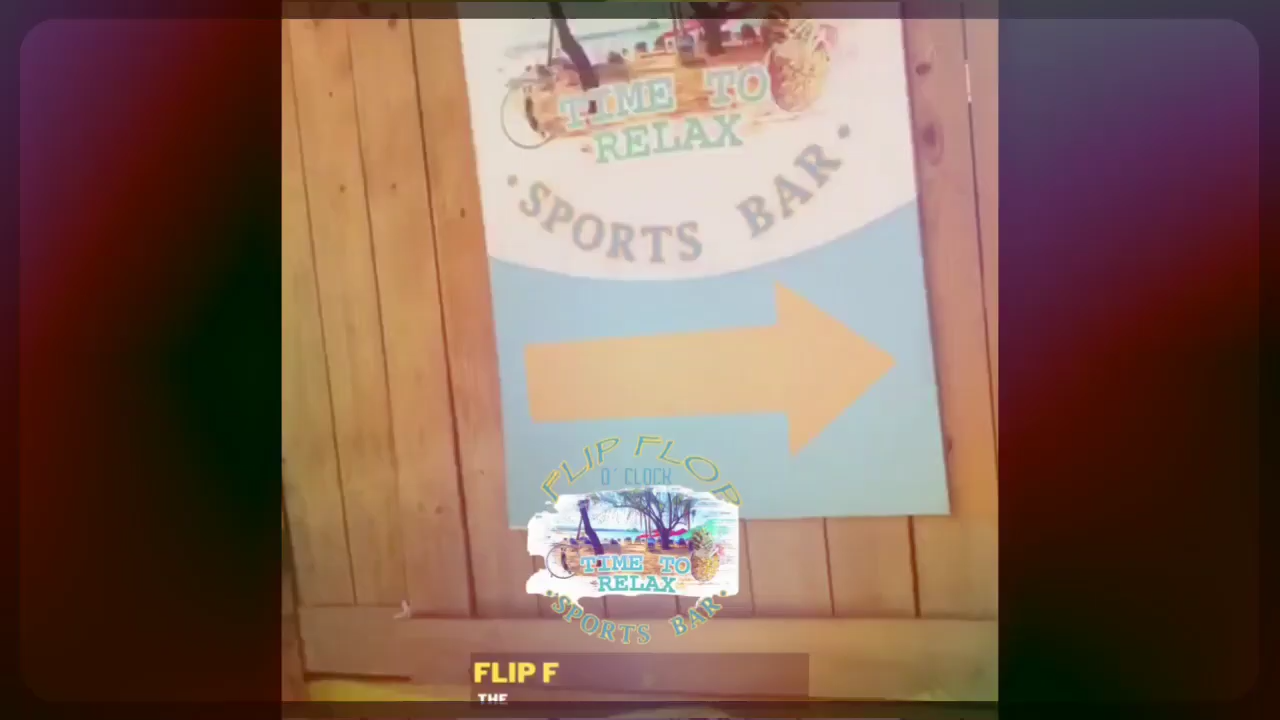 TIME TO
RELAX
· SPORTS BAR ·
FLIP FLOP
O' CLOCK
TIME TO
RELAX
· SPORTS BAR ·
FLIP F
THE